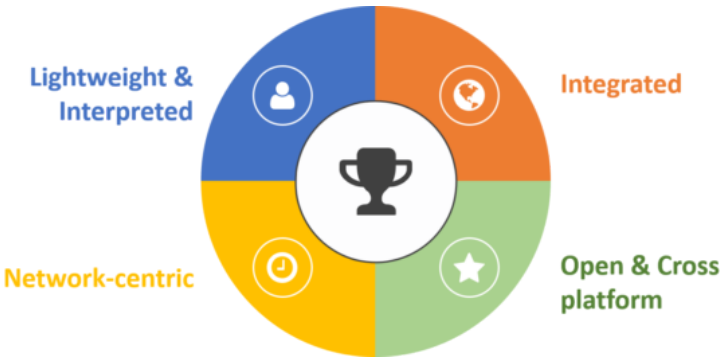 Lightweight &
Interpreted
Integrated
Network-centric
Open & Cross
platform